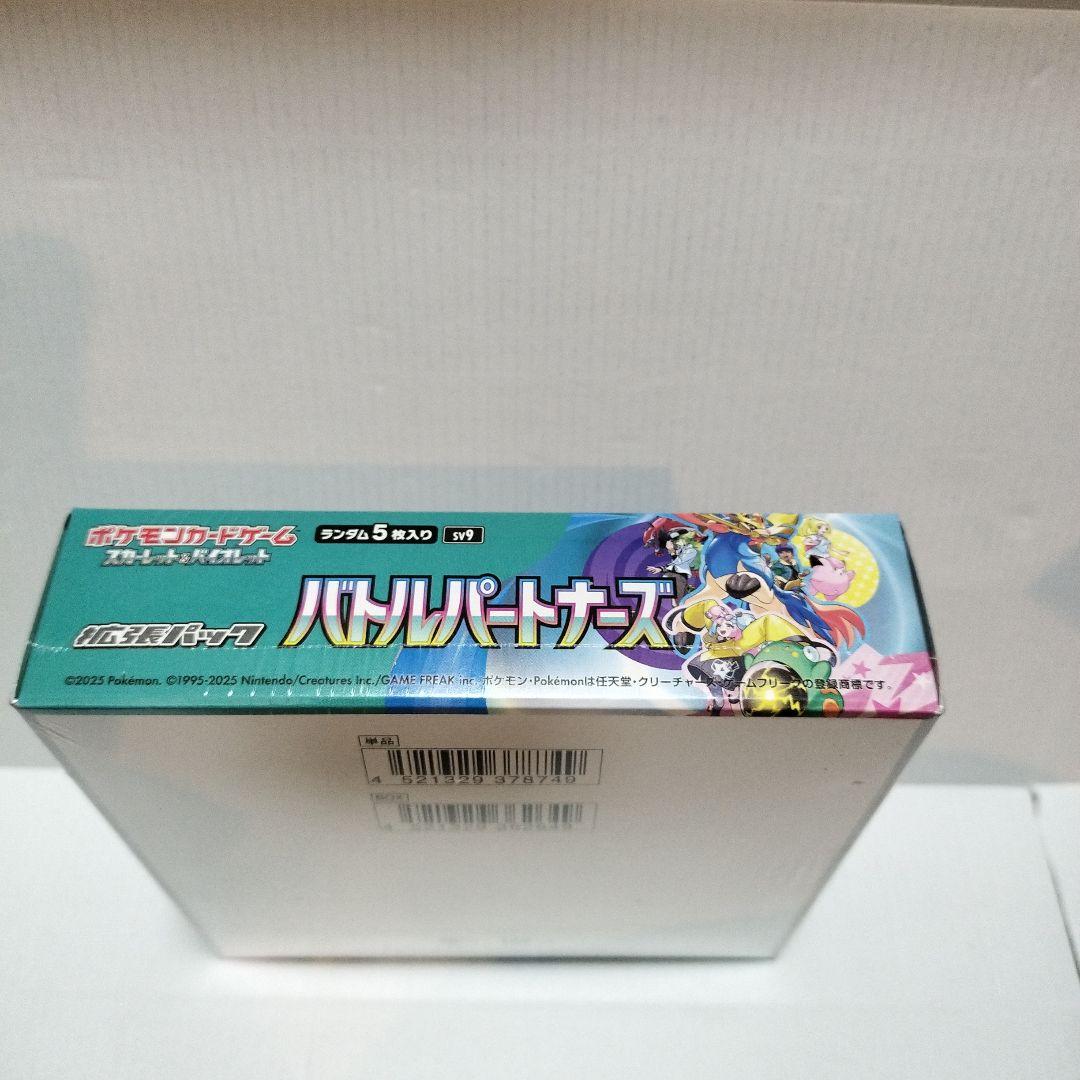 ポケモンカードゲーム
スカーレット&バイオレット
ランダム5枚入り SV9
拡張パック
バトルパートナーズ
©2025 Pokémon. ©1995-2025 Nintendo/Creatures Inc./GAME FREAK inc. ポケモン・Pokémonは任天堂・クリーチャーズ・ゲームフリークの登録商標です。
単品
4 521329 378749
BOX